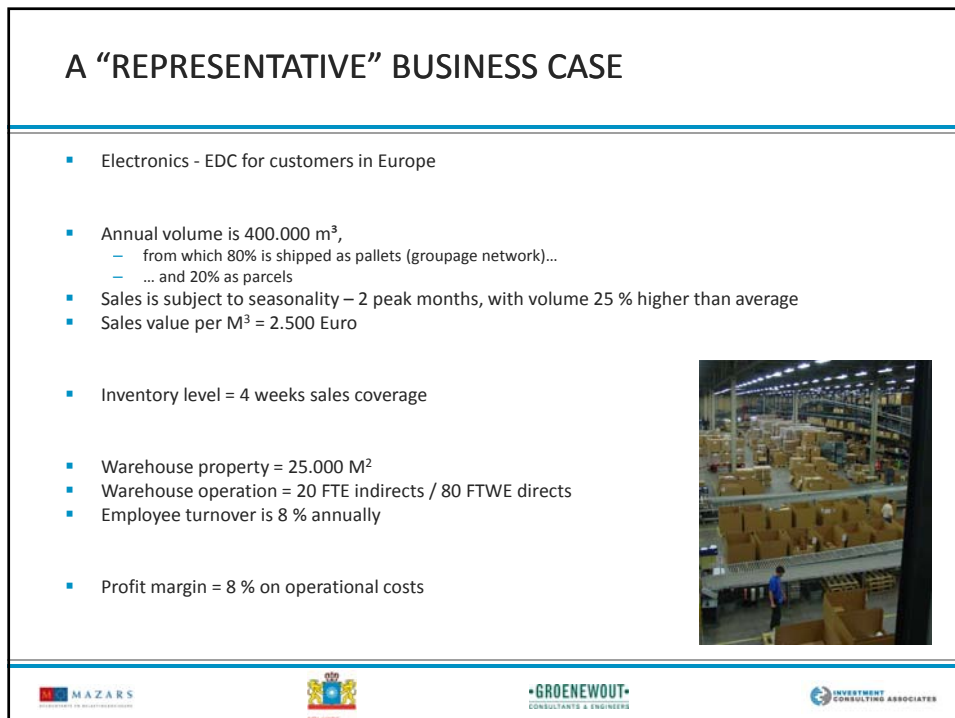 A “REPRESENTATIVE” BUSINESS CASE
▪ Electronics - EDC for customers in Europe
▪ Annual volume is 400.000 m³,
– from which 80% is shipped as pallets (groupage network)…
– … and 20% as parcels
▪ Sales is subject to seasonality – 2 peak months, with volume 25 % higher than average
▪ Sales value per M³ = 2.500 Euro
▪ Inventory level = 4 weeks sales coverage
▪ Warehouse property = 25.000 M²
▪ Warehouse operation = 20 FTE indirects / 80 FTWE directs
▪ Employee turnover is 8 % annually
▪ Profit margin = 8 % on operational costs
M MAZARS
•GROENEWOUT•
CONSULTANTS & ENGINEERS
INVESTMENT
CONSULTING ASSOCIATES